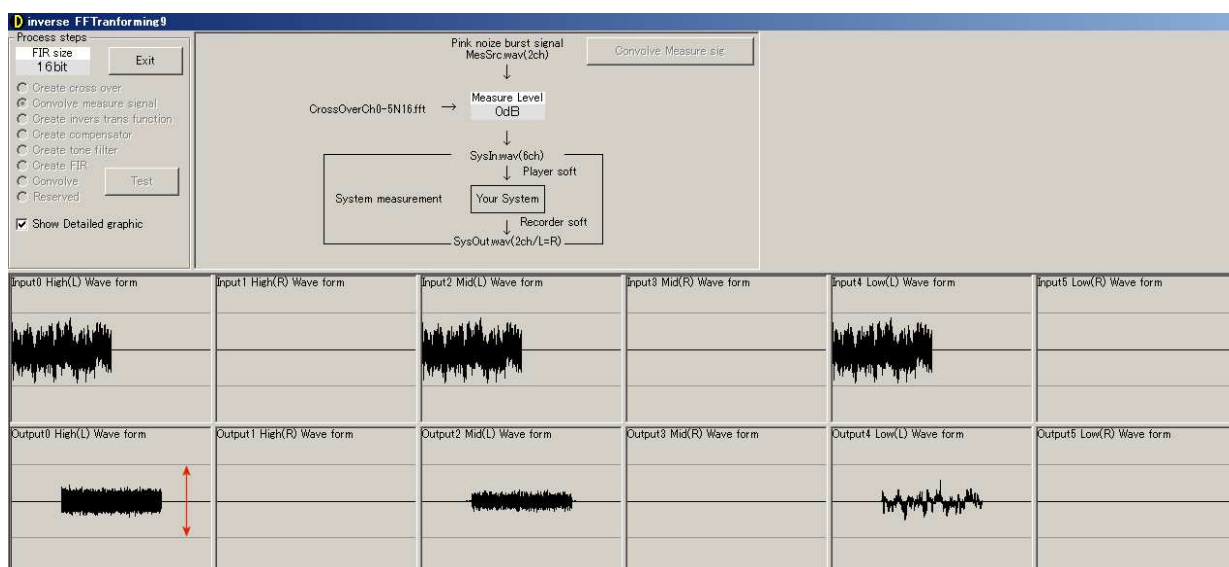 D inverse FFTranforming9
Process steps
FIR size
16bit
Exit
Create cross over
Convolve measure signal
Create invers trans function
Create compensator
Create tone filter
Create FIR
Convolve
Reserved
Test
Show Detailed graphic
Pink noize burst signal
MesSrc.wav(2ch)
↓
Convolve Measure sig
CrossOverCh0-5N16.fft →
Measure Level
0dB
↓
SysIn.wav(6ch)
↓ Player soft
System measurement
Your System
↓ Recorder soft
SysOut.wav(2ch/L=R)
Input0 High(L) Wave form
Input1 High(R) Wave form
Input2 Mid(L) Wave form
Input3 Mid(R) Wave form
Input4 Low(L) Wave form
Input5 Low(R) Wave form
Output0 High(L) Wave form
Output1 High(R) Wave form
Output2 Mid(L) Wave form
Output3 Mid(R) Wave form
Output4 Low(L) Wave form
Output5 Low(R) Wave form